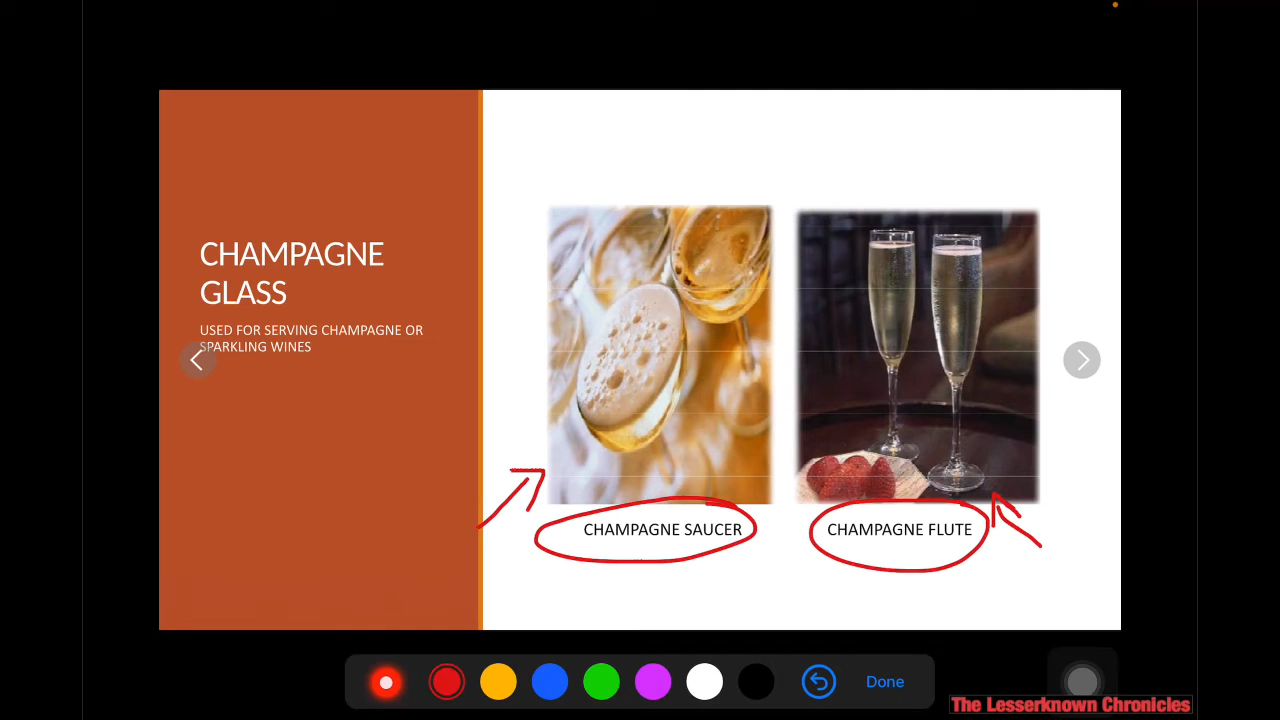 CHAMPAGNE
GLASS
USED FOR SERVING CHAMPAGNE OR
SPARKLING WINES
CHAMPAGNE SAUCER
CHAMPAGNE FLUTE
Done
The Lesserknown Chronicles